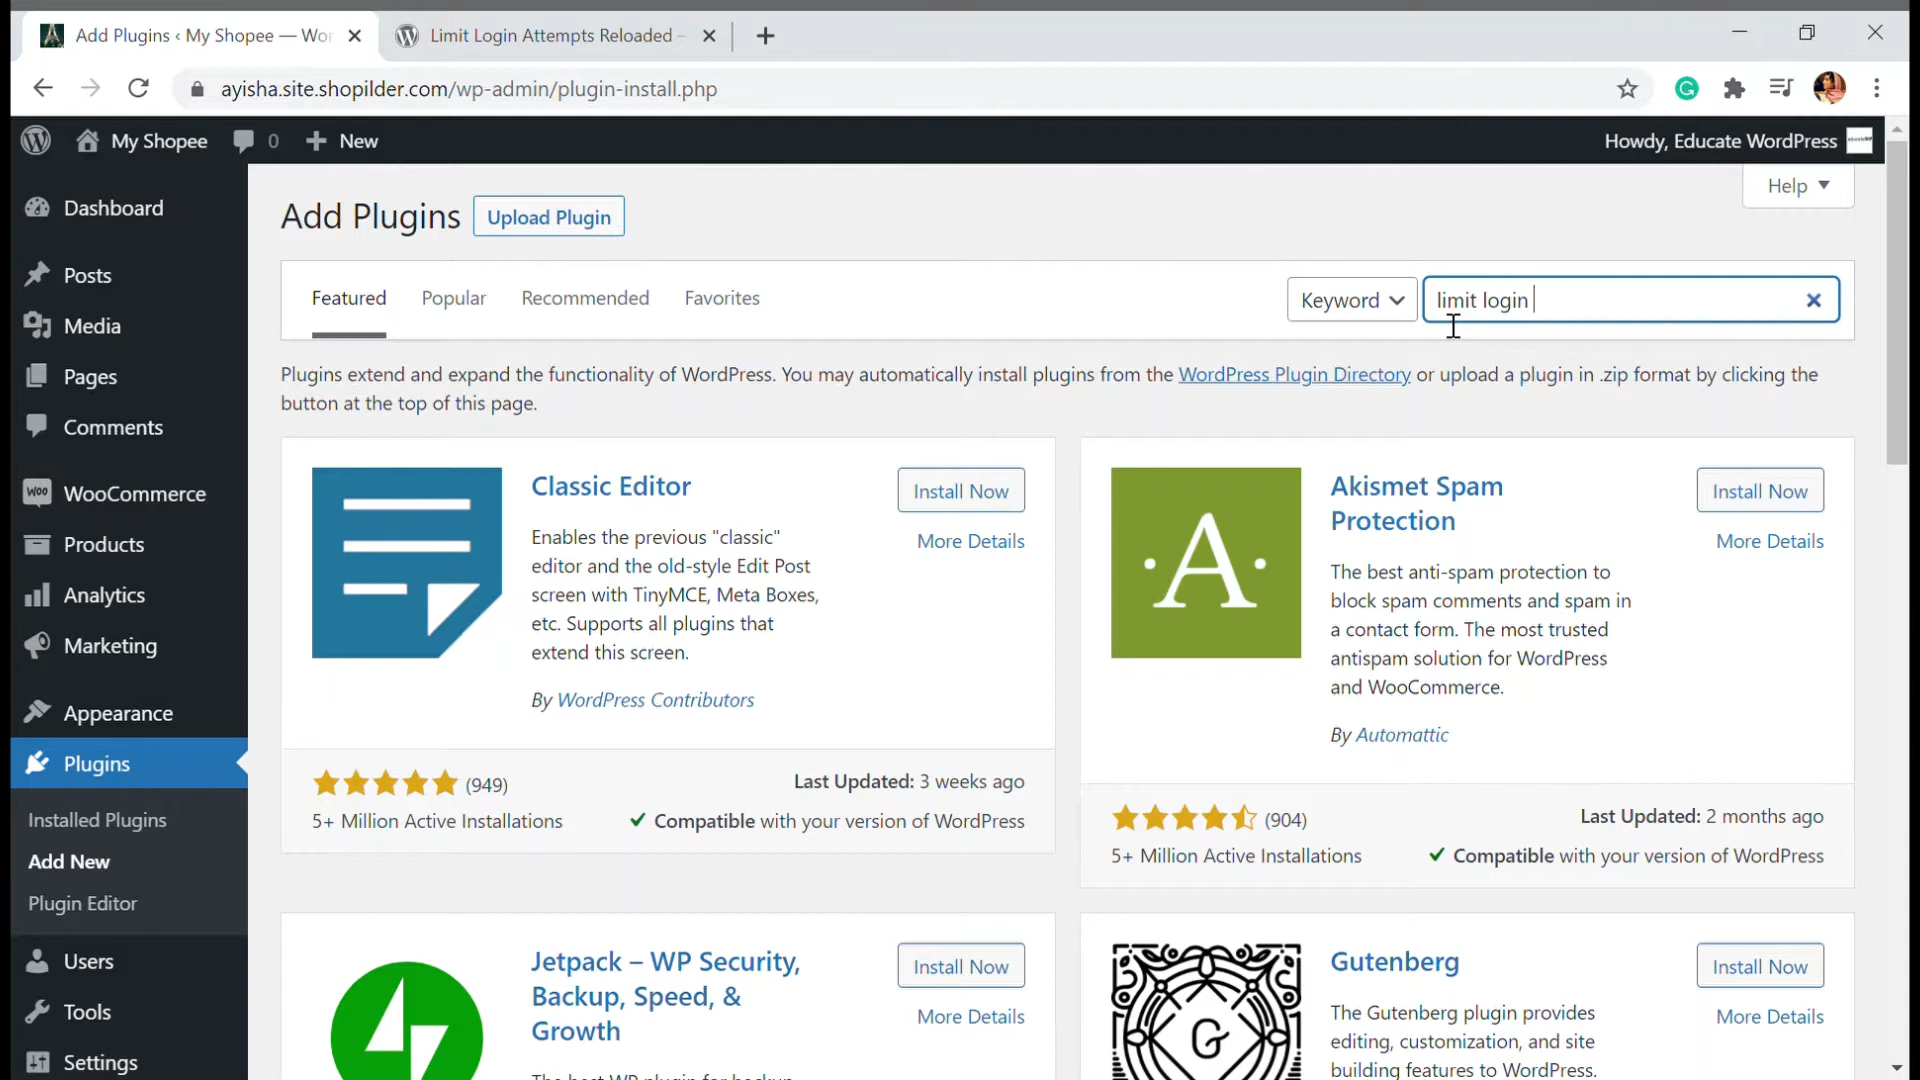 Add Plugins ‹ My Shopee — Wor
Limit Login Attempts Reloaded –
ayisha.site.shopilder.com/wp-admin/plugin-install.php
My Shopee
0
New
Howdy, Educate WordPress
Help
Dashboard
Posts
Media
Pages
Comments
WooCommerce
Products
Analytics
Marketing
Appearance
Plugins
Installed Plugins
Add New
Plugin Editor
Users
Tools
Settings
Add Plugins
Upload Plugin
Featured
Popular
Recommended
Favorites
Keyword
limit login
Plugins extend and expand the functionality of WordPress. You may automatically install plugins from the WordPress Plugin Directory or upload a plugin in .zip format by clicking the
button at the top of this page.
Classic Editor
Install Now
More Details
Enables the previous "classic"
editor and the old-style Edit Post
screen with TinyMCE, Meta Boxes,
etc. Supports all plugins that
extend this screen.
By WordPress Contributors
(949)
Last Updated: 3 weeks ago
5+ Million Active Installations
Compatible with your version of WordPress
A
Akismet Spam
Protection
Install Now
More Details
The best anti-spam protection to
block spam comments and spam in
a contact form. The most trusted
antispam solution for WordPress
and WooCommerce.
By Automattic
(904)
Last Updated: 2 months ago
5+ Million Active Installations
Compatible with your version of WordPress
Jetpack – WP Security,
Backup, Speed, &
Growth
Install Now
More Details
The best WP plugin for backup,
G
Gutenberg
Install Now
More Details
The Gutenberg plugin provides
editing, customization, and site
building features to WordPress.